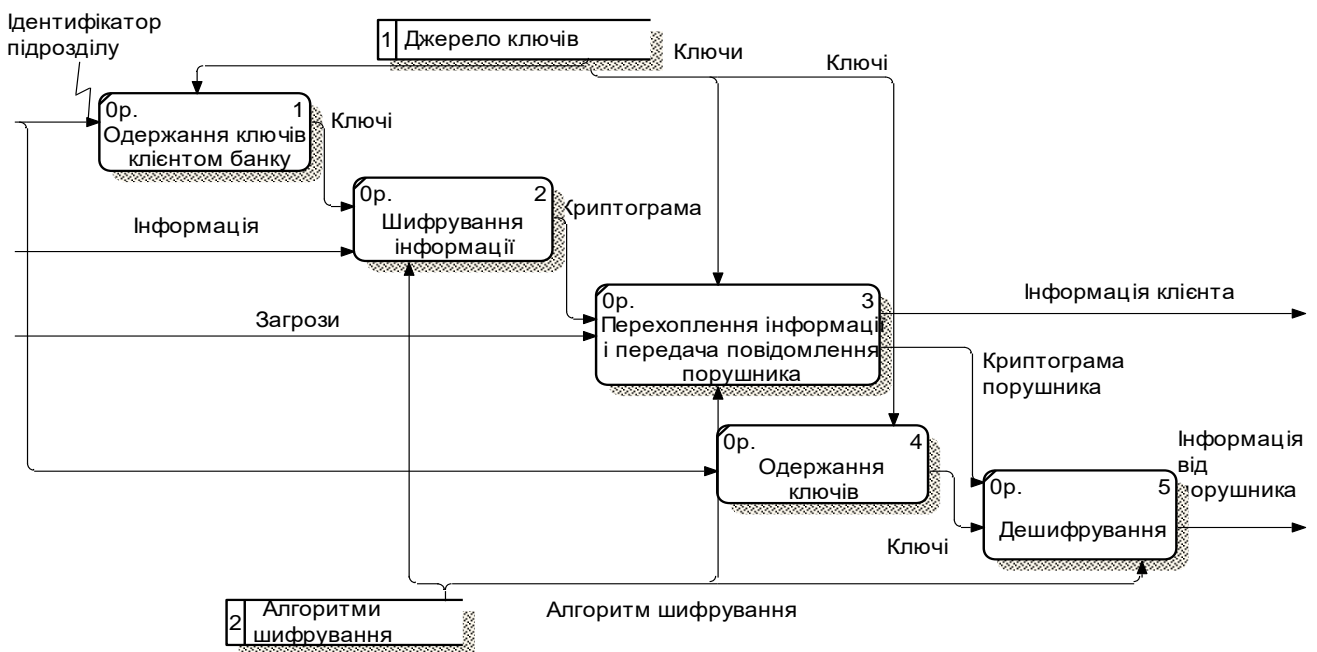 Ідентифікатор
підрозділу
1 Джерело ключів
Ключи
Ключі
0р. 1
Одержання ключів
клієнтом банку
Ключі
0р. 2
Шифрування
інформації
Криптограма
Інформація
0р. 3
Перехоплення інформації
і передача повідомлення
порушника
Загрози
Інформація клієнта
Криптограма
порушника
0р. 4
Одержання
ключів
Інформація
від
порушника
0р. 5
Дешифрування
Ключі
2 Алгоритми
шифрування
Алгоритм шифрування